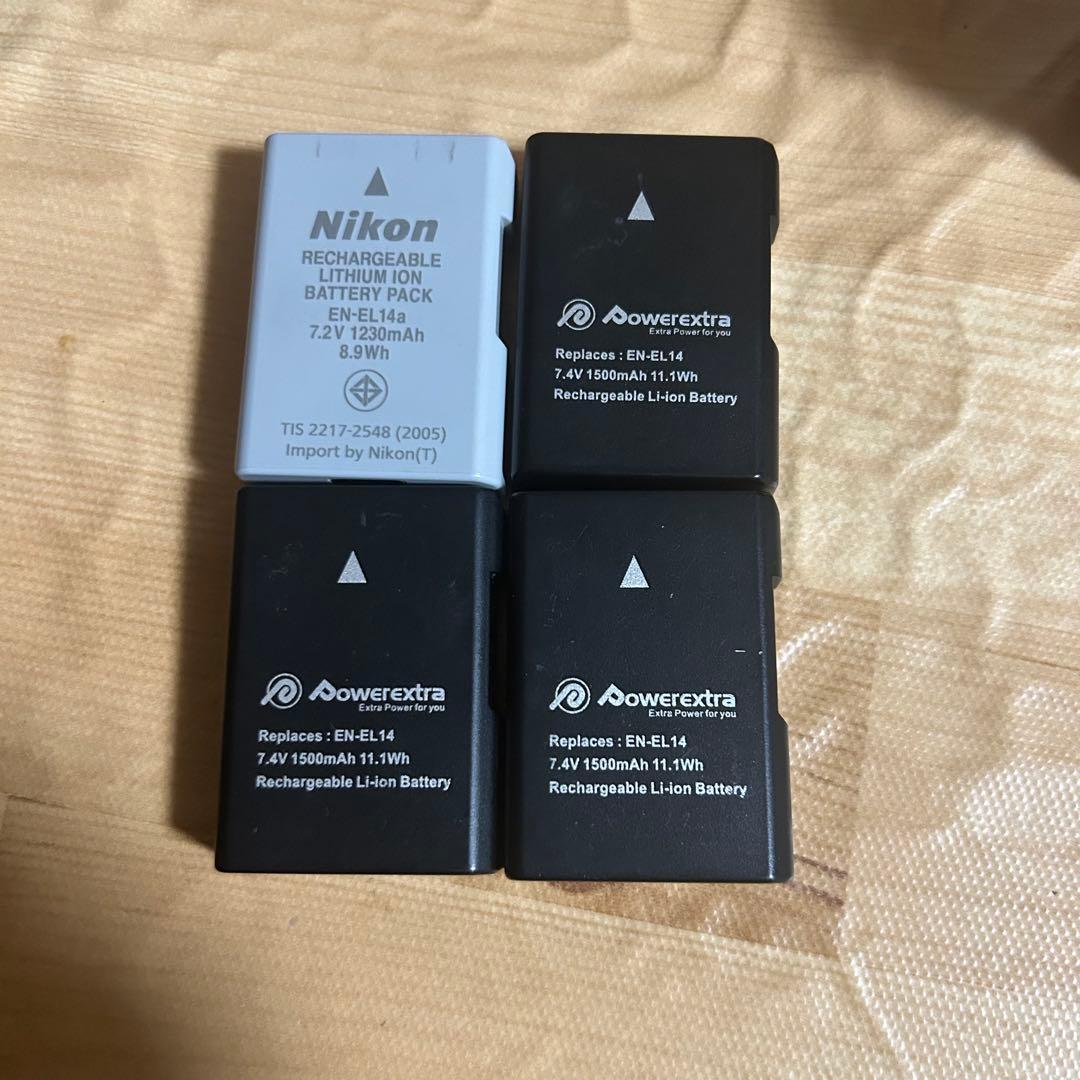 Nikon
RECHARGEABLE
LITHIUM ION
BATTERY PACK
EN-EL14a
7.2V 1230mAh
8.9Wh
TIS 2217-2548 (2005)
Import by Nikon(T)
Powerextra
Extra Power for you
Replaces : EN-EL14
7.4V 1500mAh 11.1Wh
Rechargeable Li-ion Battery
Powerextra
Extra Power for you
Replaces : EN-EL14
7.4V 1500mAh 11.1Wh
Rechargeable Li-ion Battery
Powerextra
Extra Power for you
Replaces : EN-EL14
7.4V 1500mAh 11.1Wh
Rechargeable Li-ion Battery